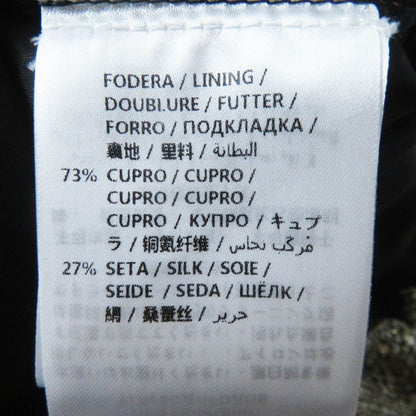 FODERA / LINING /
DOUBLURE / FUTTER /
FORRO / ПОДКЛАДКА /
裏地 / 里料 / البطانة
73% CUPRO / CUPRO /
CUPRO / CUPRO /
CUPRO / КУПРО / キュプ
ラ / 铜氨纤维 / مُركّب نحاس
27% SETA / SILK / SOIE /
SEIDE / SEDA / ШЁЛК /
絹 / 桑蚕丝 / حرير